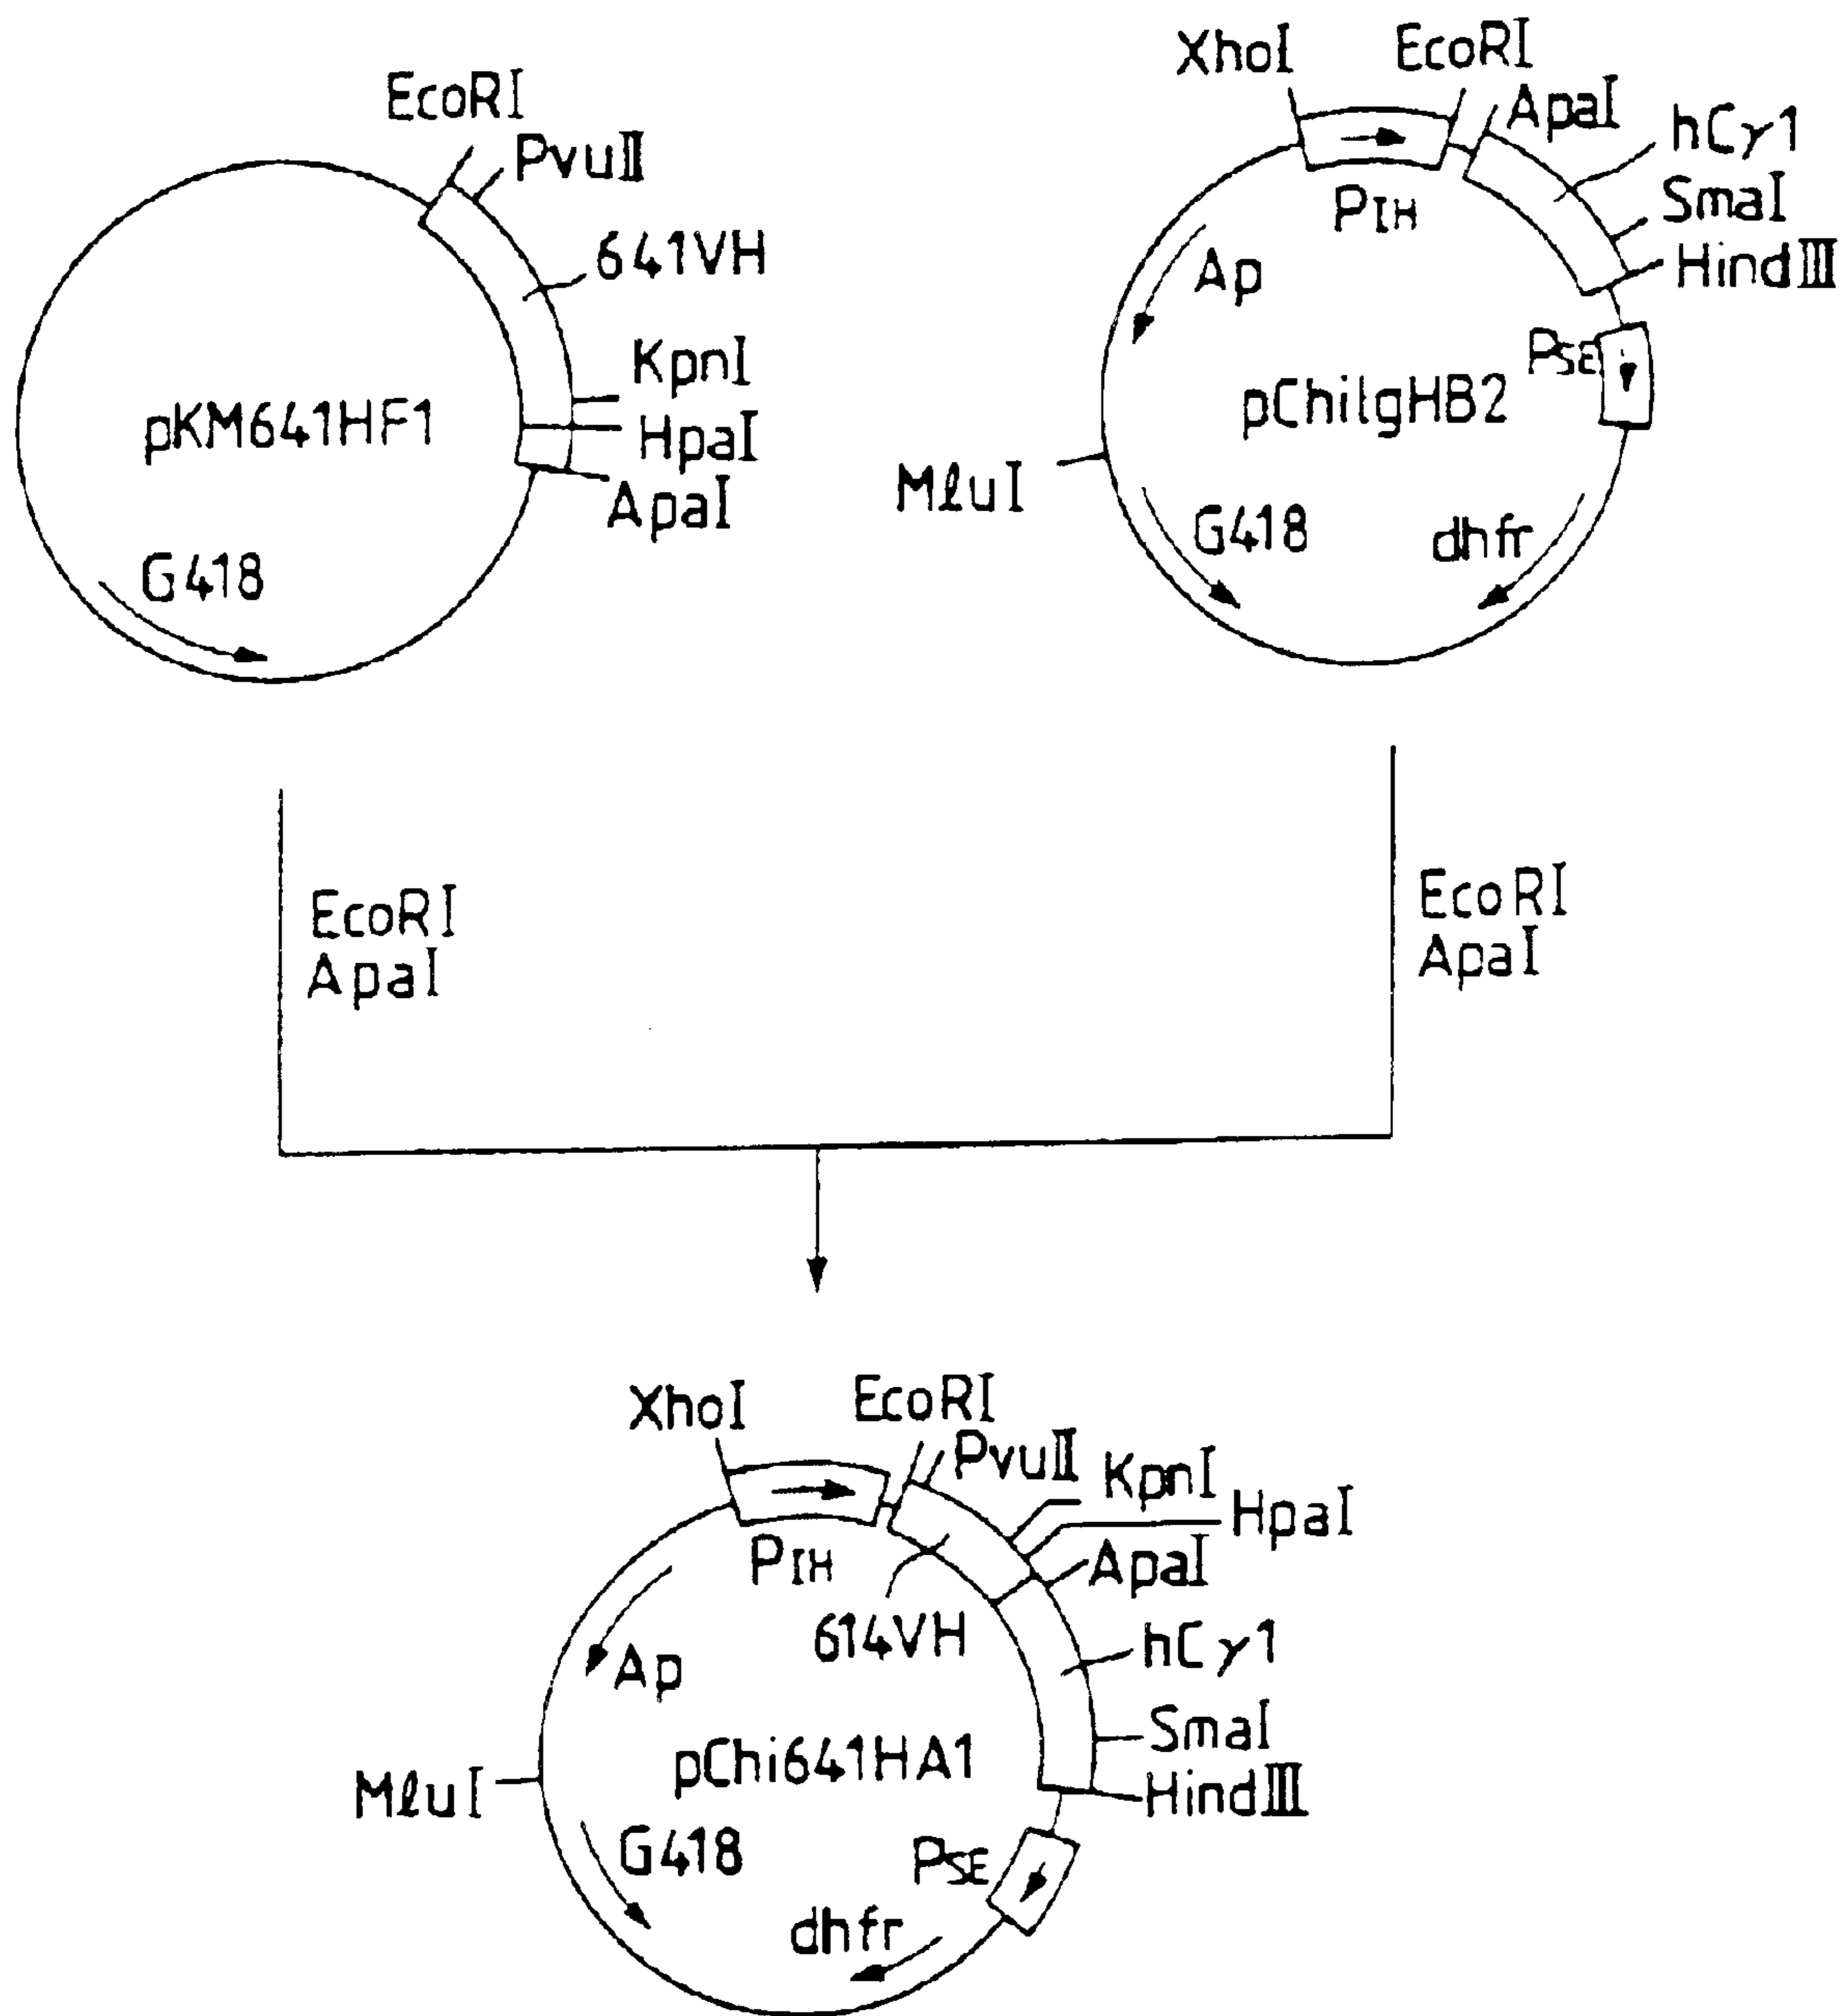 EcoRI
PvuII
641VH
KpnI
HpaI
ApaI
pKM641HF1
G418
XhoI
EcoRI
ApaI
hCγ1
SmaI
HindIII
PIH
Ap
PSE
pChiIgHB2
MluI
G418
dhfr
EcoRI
ApaI
EcoRI
ApaI
XhoI
EcoRI
PvuII
KpnI
HpaI
ApaI
PIH
614VH
hCγ1
Ap
SmaI
pChi641HA1
HindIII
MluI
G418
PSE
dhfr